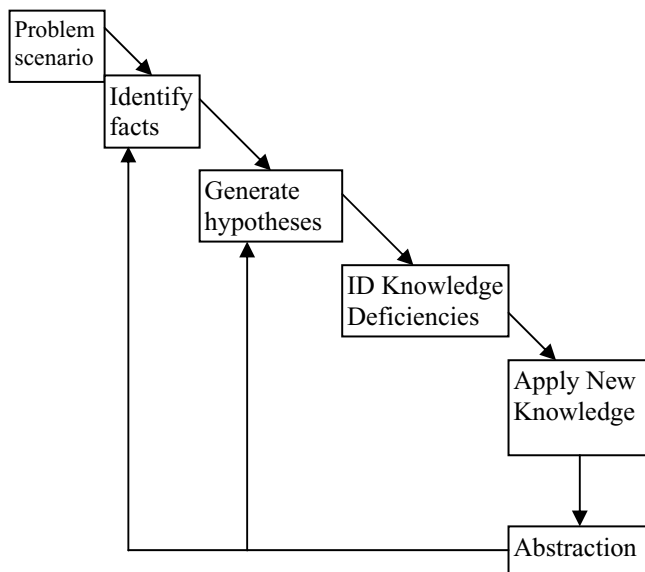 Problem
scenario
Identify
facts
Generate
hypotheses
ID Knowledge
Deficiencies
Apply New
Knowledge
Abstraction